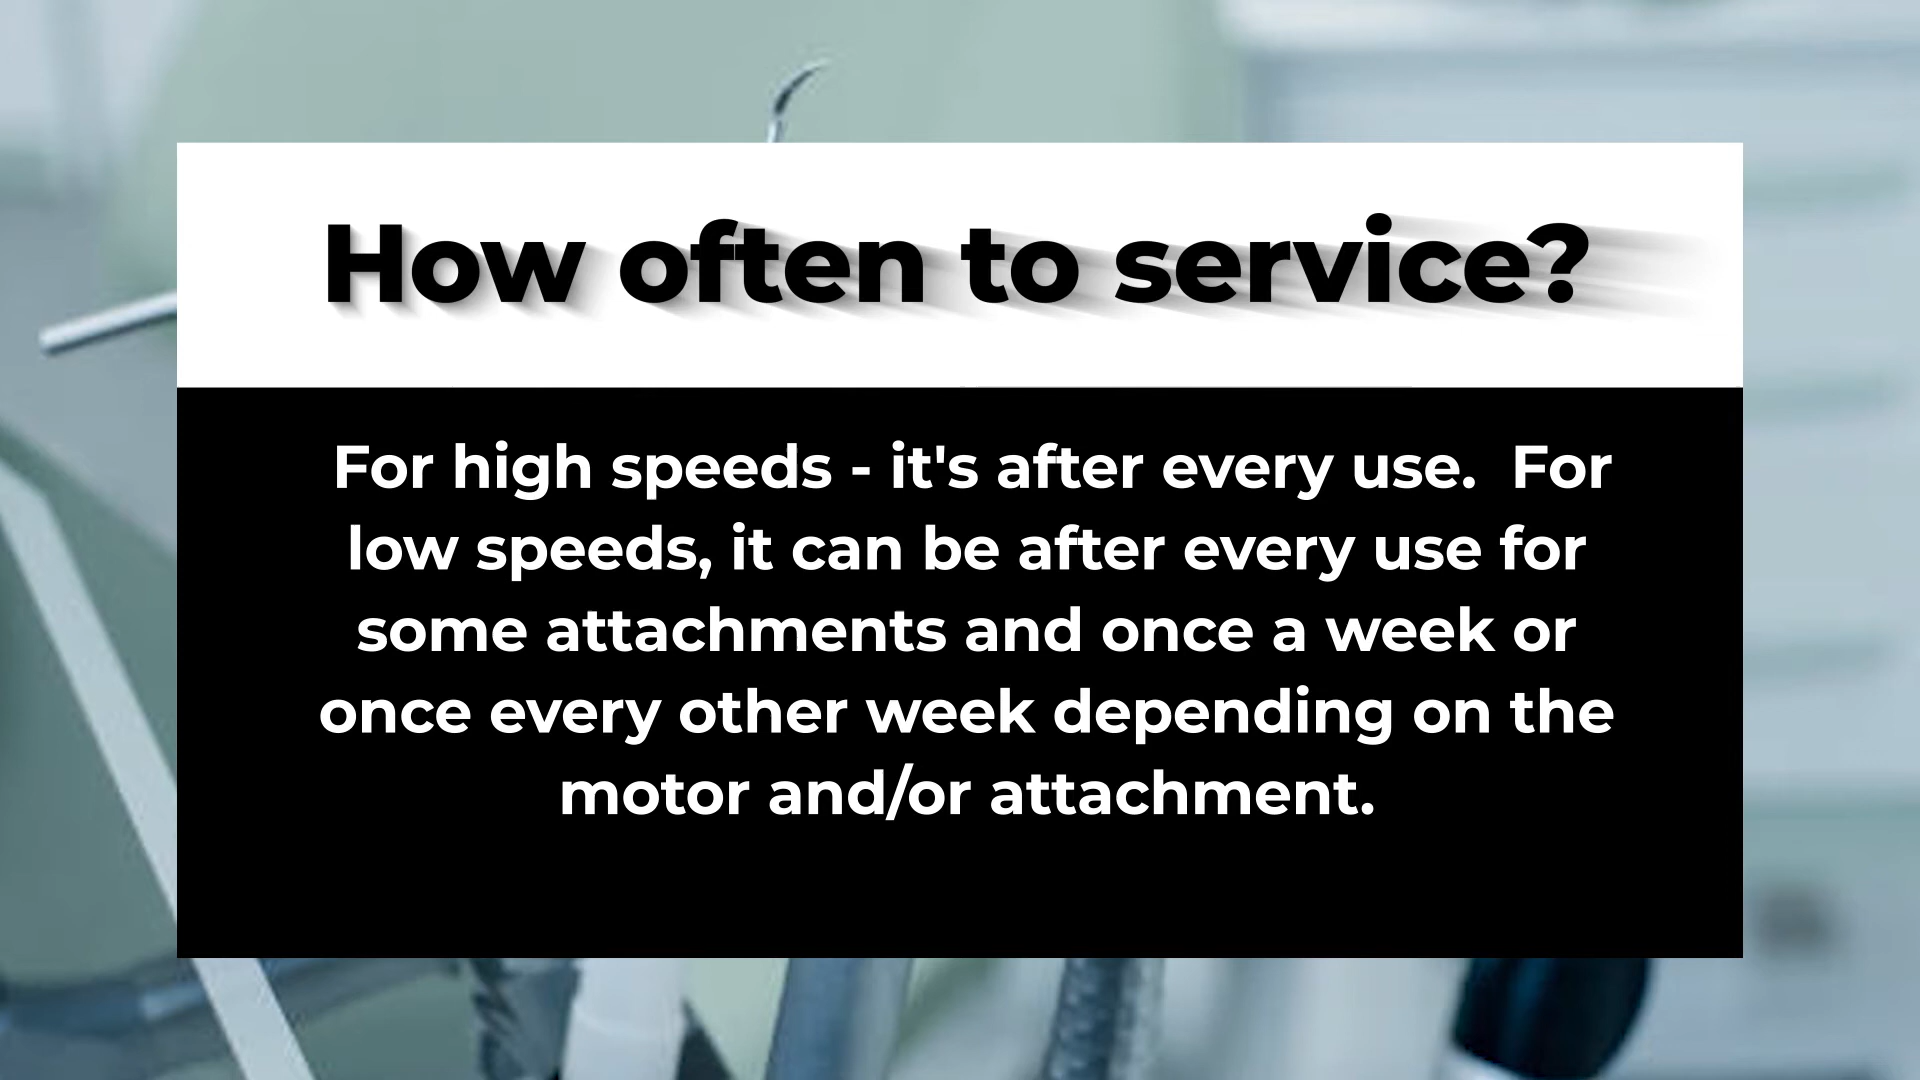 How often to service?
For high speeds - it's after every use.  For
low speeds, it can be after every use for
some attachments and once a week or
once every other week depending on the
motor and/or attachment.